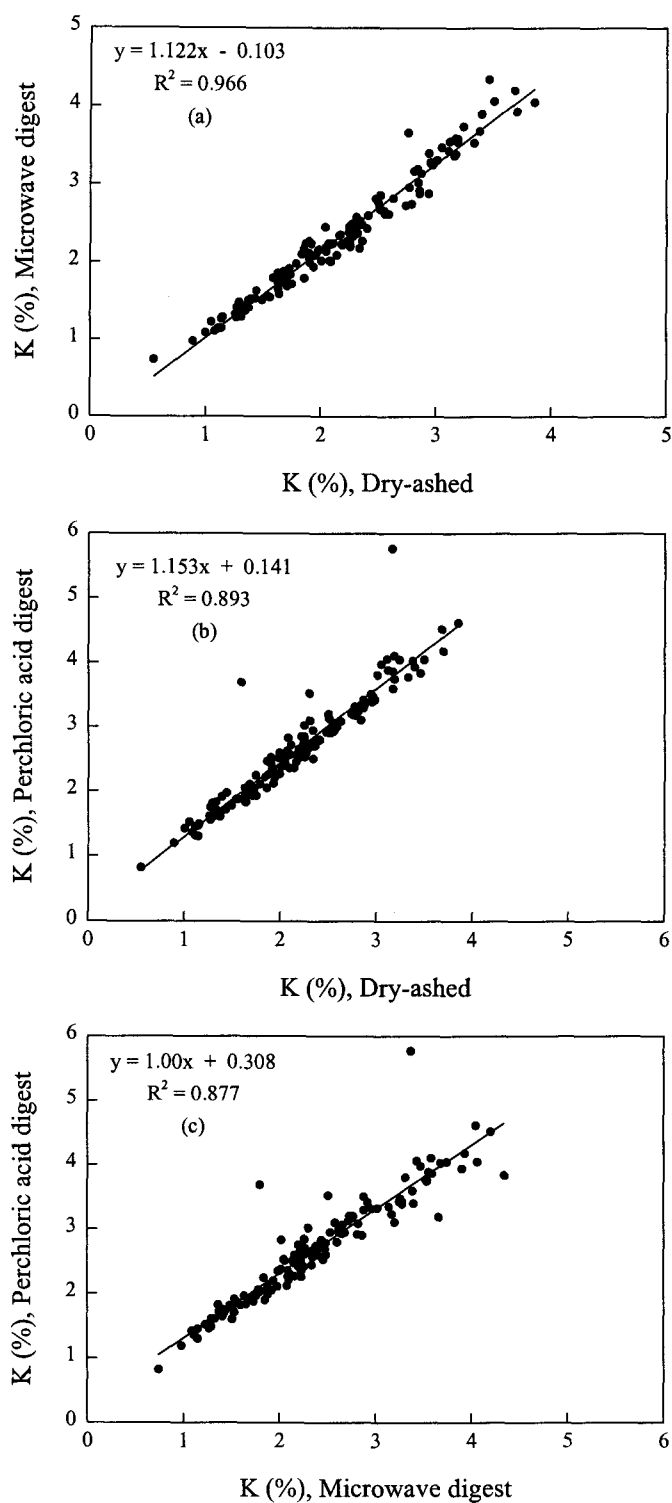 5
4
3
2
1
0
K (%), Microwave digest
y = 1.122x - 0.103
R² = 0.966
(a)
0 1 2 3 4 5
K (%), Dry-ashed
6
5
4
3
2
1
0
K (%), Perchloric acid digest
y = 1.153x + 0.141
R² = 0.893
(b)
0 1 2 3 4 5 6
K (%), Dry-ashed
6
5
4
3
2
1
0
K (%), Perchloric acid digest
y = 1.00x + 0.308
R² = 0.877
(c)
0 1 2 3 4 5 6
K (%), Microwave digest